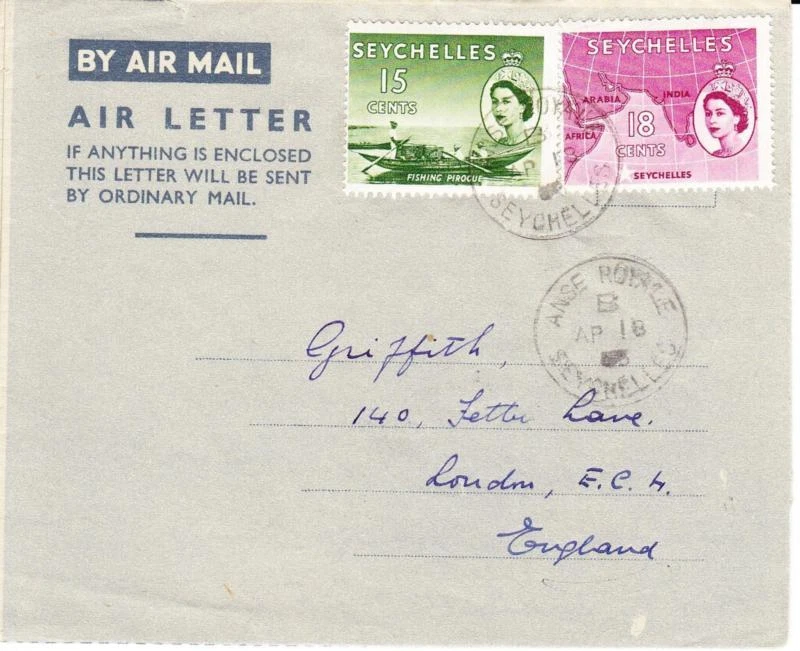 BY AIR MAIL
AIR LETTER
IF ANYTHING IS ENCLOSED
THIS LETTER WILL BE SENT
BY ORDINARY MAIL.
SEYCHELLES
15
CENTS
FISHING PIROGUE
SEYCHELLES
ARABIA INDIA
AFRICA
18
CENTS
SEYCHELLES
SEYCHELLES
ANSE ROYALE
B
AP 18
SEYCHELLES
Griffith,
140, Fetter Lane.
London, E.C.4.
England